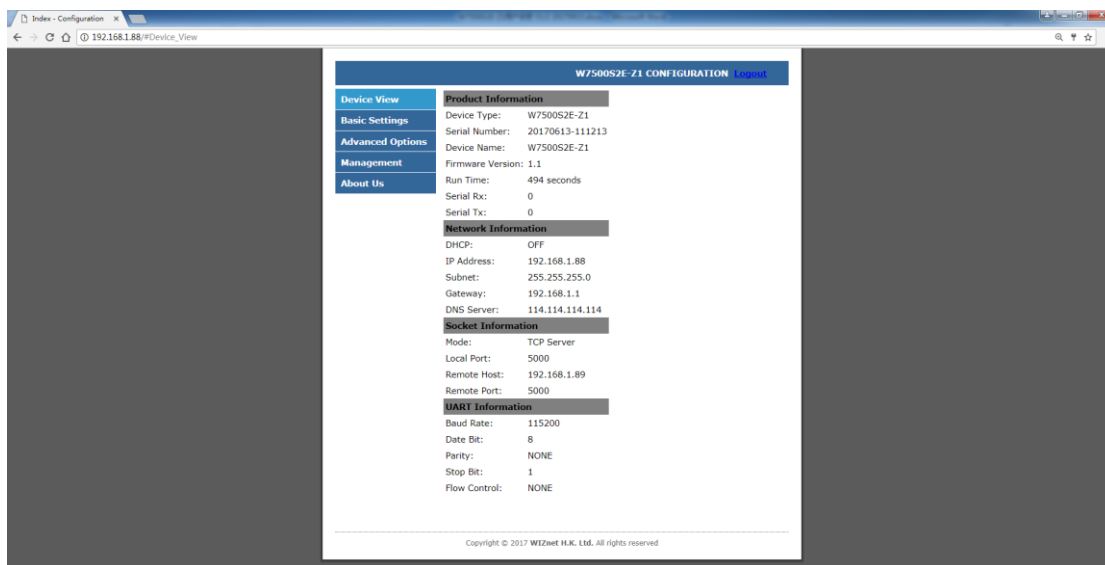 Index - Configuration
192.168.1.88/#Device_View
W7500S2E-Z1 CONFIGURATION Logout
Device View
Basic Settings
Advanced Options
Management
About Us
Product Information
Device Type: W7500S2E-Z1
Serial Number: 20170613-111213
Device Name: W7500S2E-Z1
Firmware Version: 1.1
Run Time: 494 seconds
Serial Rx: 0
Serial Tx: 0
Network Information
DHCP: OFF
IP Address: 192.168.1.88
Subnet: 255.255.255.0
Gateway: 192.168.1.1
DNS Server: 114.114.114.114
Socket Information
Mode: TCP Server
Local Port: 5000
Remote Host: 192.168.1.89
Remote Port: 5000
UART Information
Baud Rate: 115200
Date Bit: 8
Parity: NONE
Stop Bit: 1
Flow Control: NONE
Copyright © 2017 WIZnet H.K. Ltd. All rights reserved